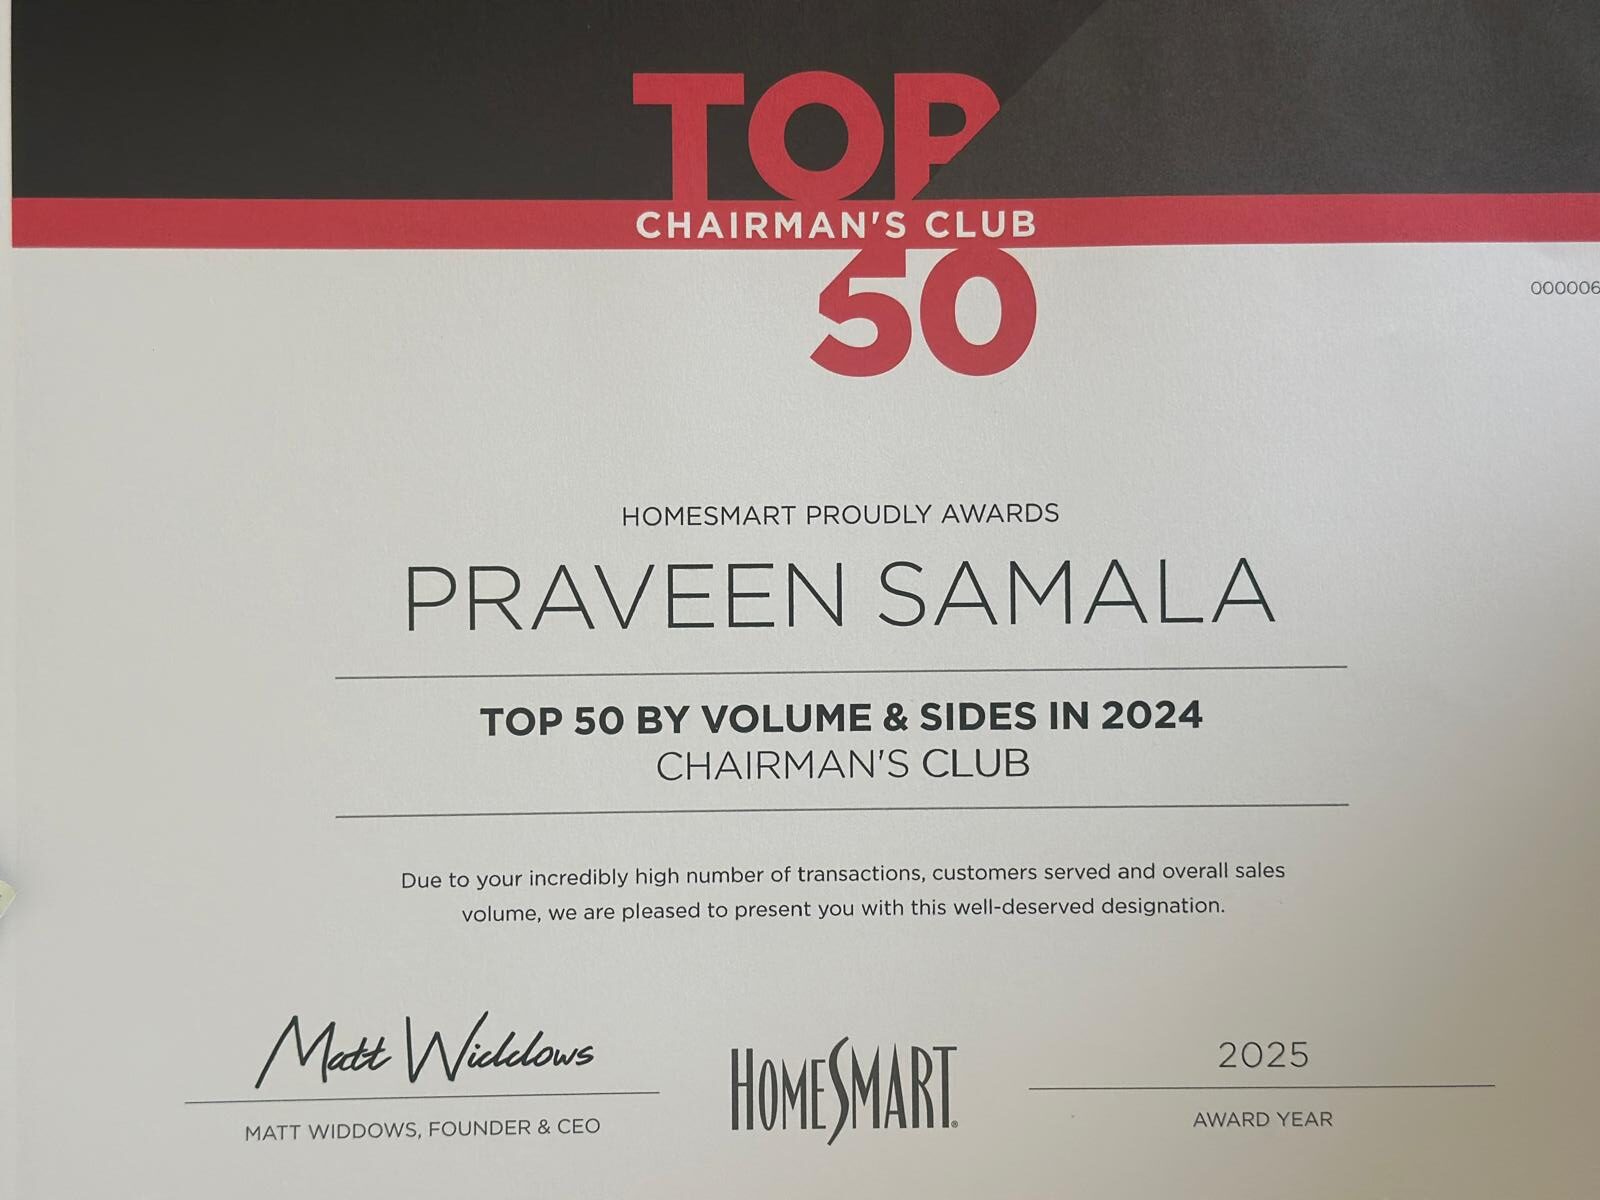 TOP
CHAIRMAN'S CLUB
50
000006
HOMESMART PROUDLY AWARDS
PRAVEEN SAMALA
TOP 50 BY VOLUME & SIDES IN 2024
CHAIRMAN'S CLUB
Due to your incredibly high number of transactions, customers served and overall sales
volume, we are pleased to present you with this well-deserved designation.
Matt Widdows
MATT WIDDOWS, FOUNDER & CEO
HOMESMART®
2025
AWARD YEAR